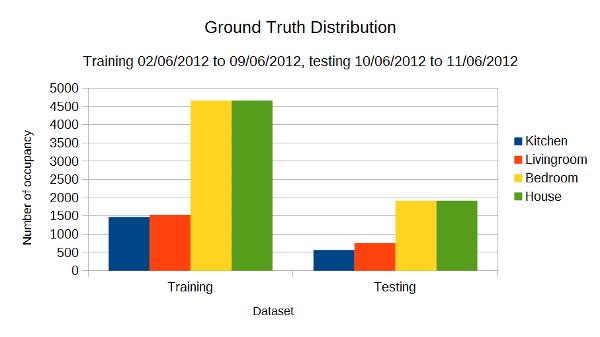 Ground Truth Distribution
Training 02/06/2012 to 09/06/2012, testing 10/06/2012 to 11/06/2012
Number of occupancy
5000
4500
4000
3500
3000
2500
2000
1500
1000
500
0
Training
Testing
Dataset
Kitchen
Livingroom
Bedroom
House